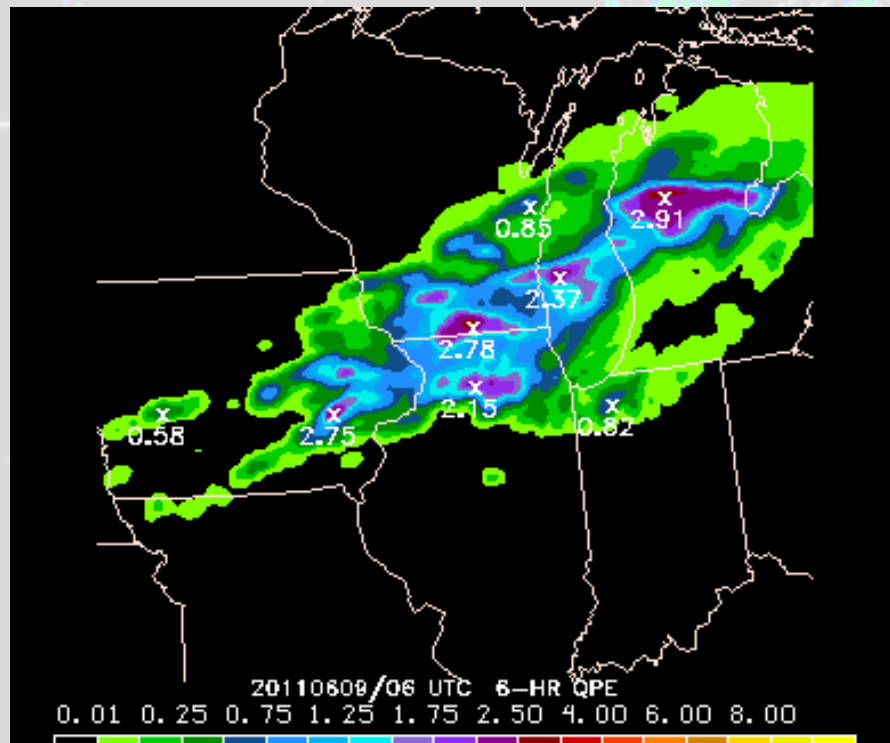 x
0.85
x
2.91
x
2.37
x
2.78
x
2.15
x
0.58
x
2.75
x
0.82
20110609/06 UTC 6-HR QPE
0.01 0.25 0.75 1.25 1.75 2.50 4.00 6.00 8.00